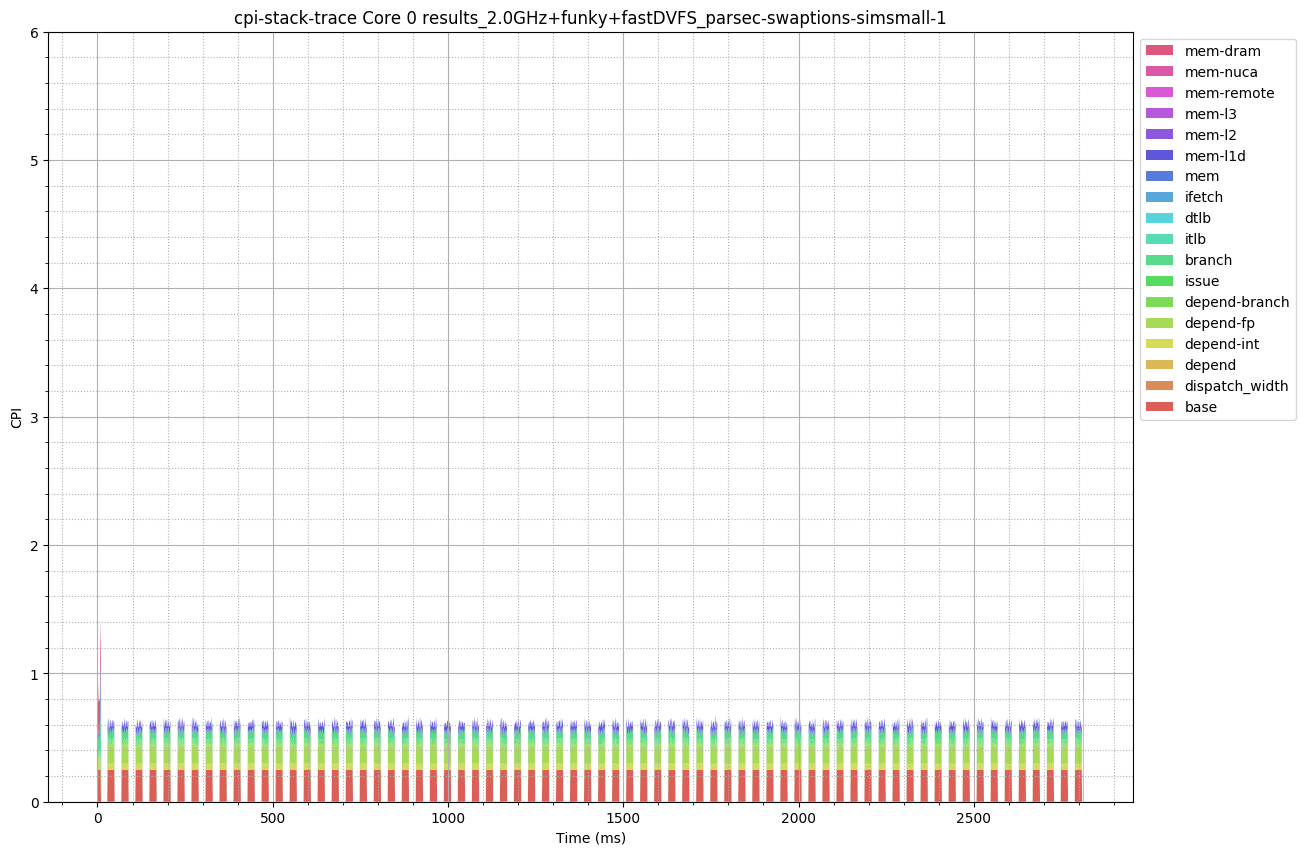 cpi-stack-trace Core 0 results_2.0GHz+funky+fastDVFS_parsec-swaptions-simsmall-1
6
5
4
3
2
1
0
CPI
0
500
1000
1500
2000
2500
Time (ms)
mem-dram
mem-nuca
mem-remote
mem-l3
mem-l2
mem-l1d
mem
ifetch
dtlb
itlb
branch
issue
depend-branch
depend-fp
depend-int
depend
dispatch_width
base